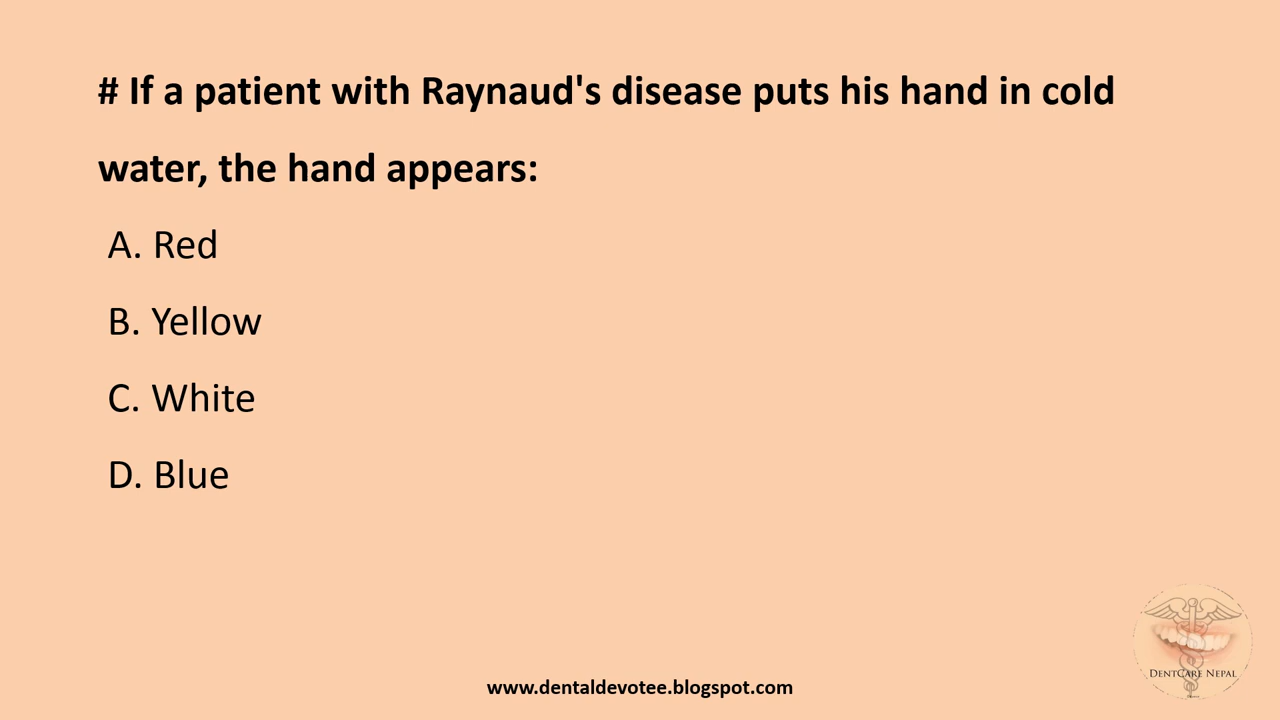 # If a patient with Raynaud's disease puts his hand in cold
water, the hand appears:
A. Red
B. Yellow
C. White
D. Blue
DentCare Nepal
www.dentaldevotee.blogspot.com